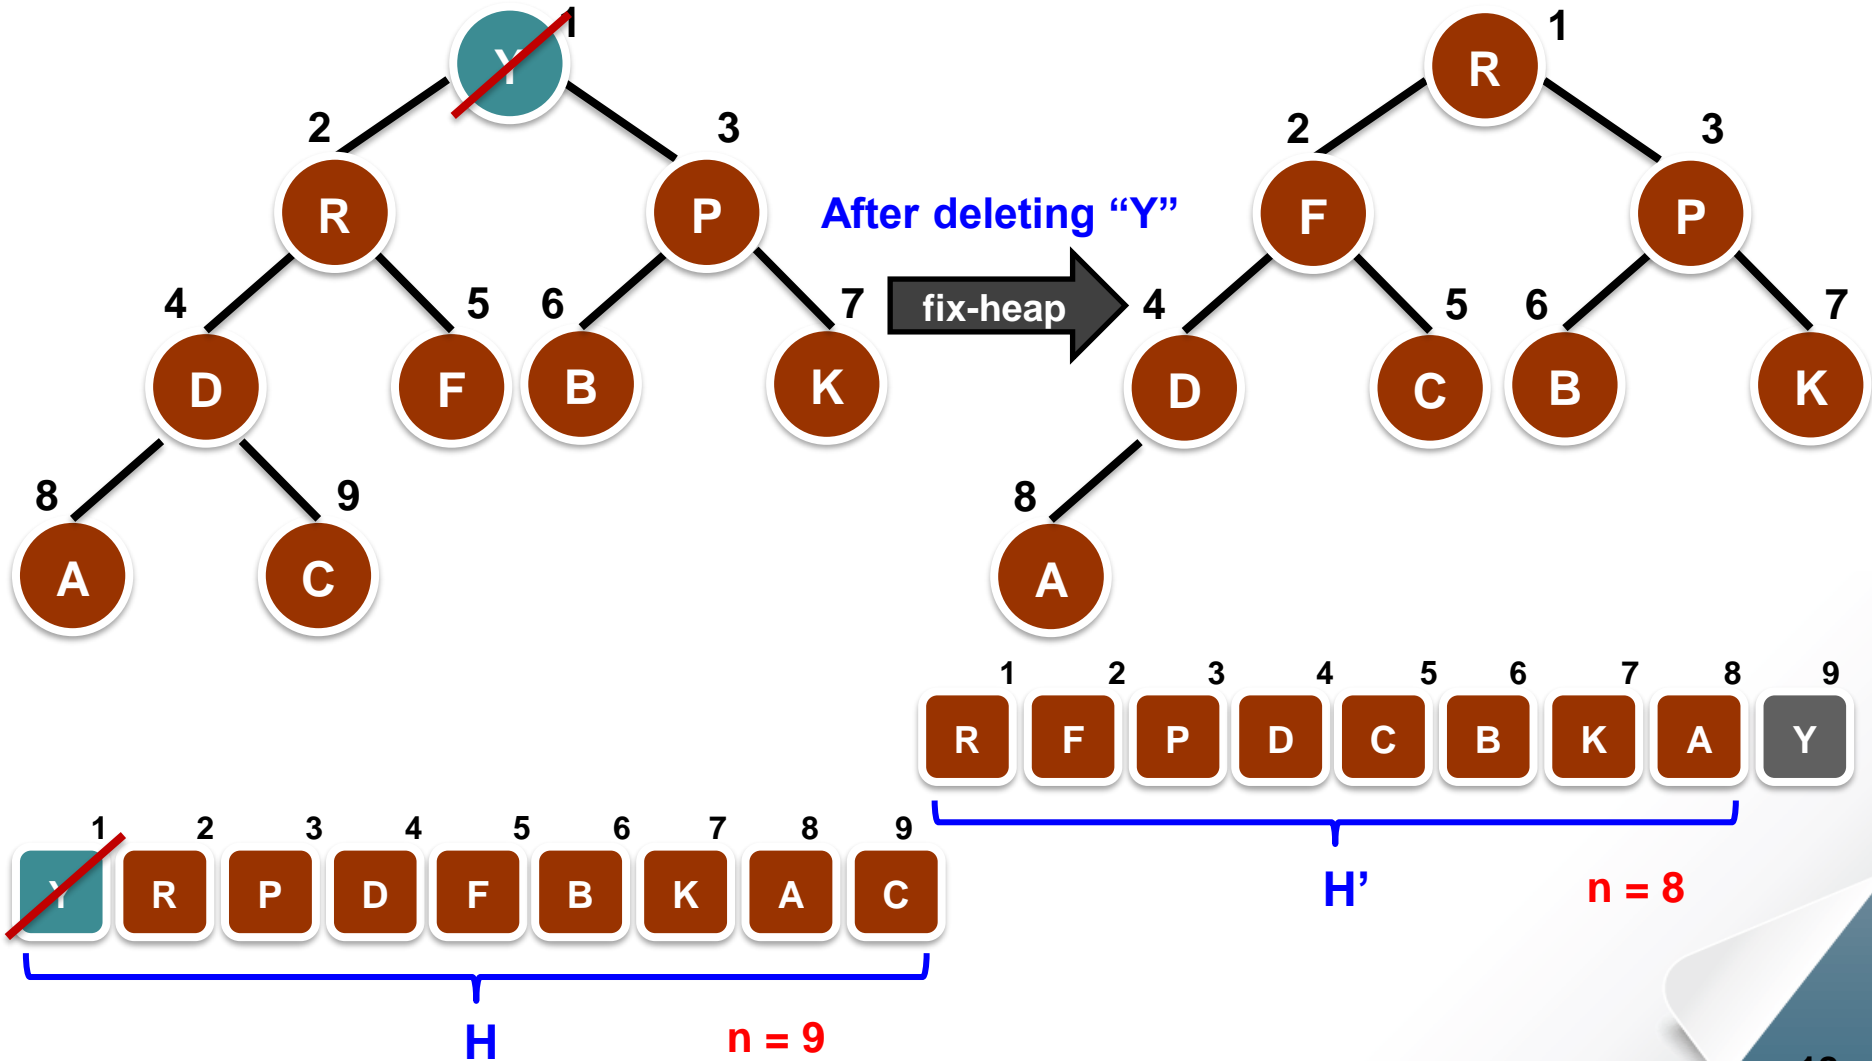 Y 1
2 3
R P
4 5 6 7
D F B K
8 9
A C
After deleting “Y”
fix-heap
R 1
2 3
F P
4 5 6 7
D C B K
8
A
1 2 3 4 5 6 7 8 9
R F P D C B K A Y
H’ n = 8
1 2 3 4 5 6 7 8 9
Y R P D F B K A C
H n = 9